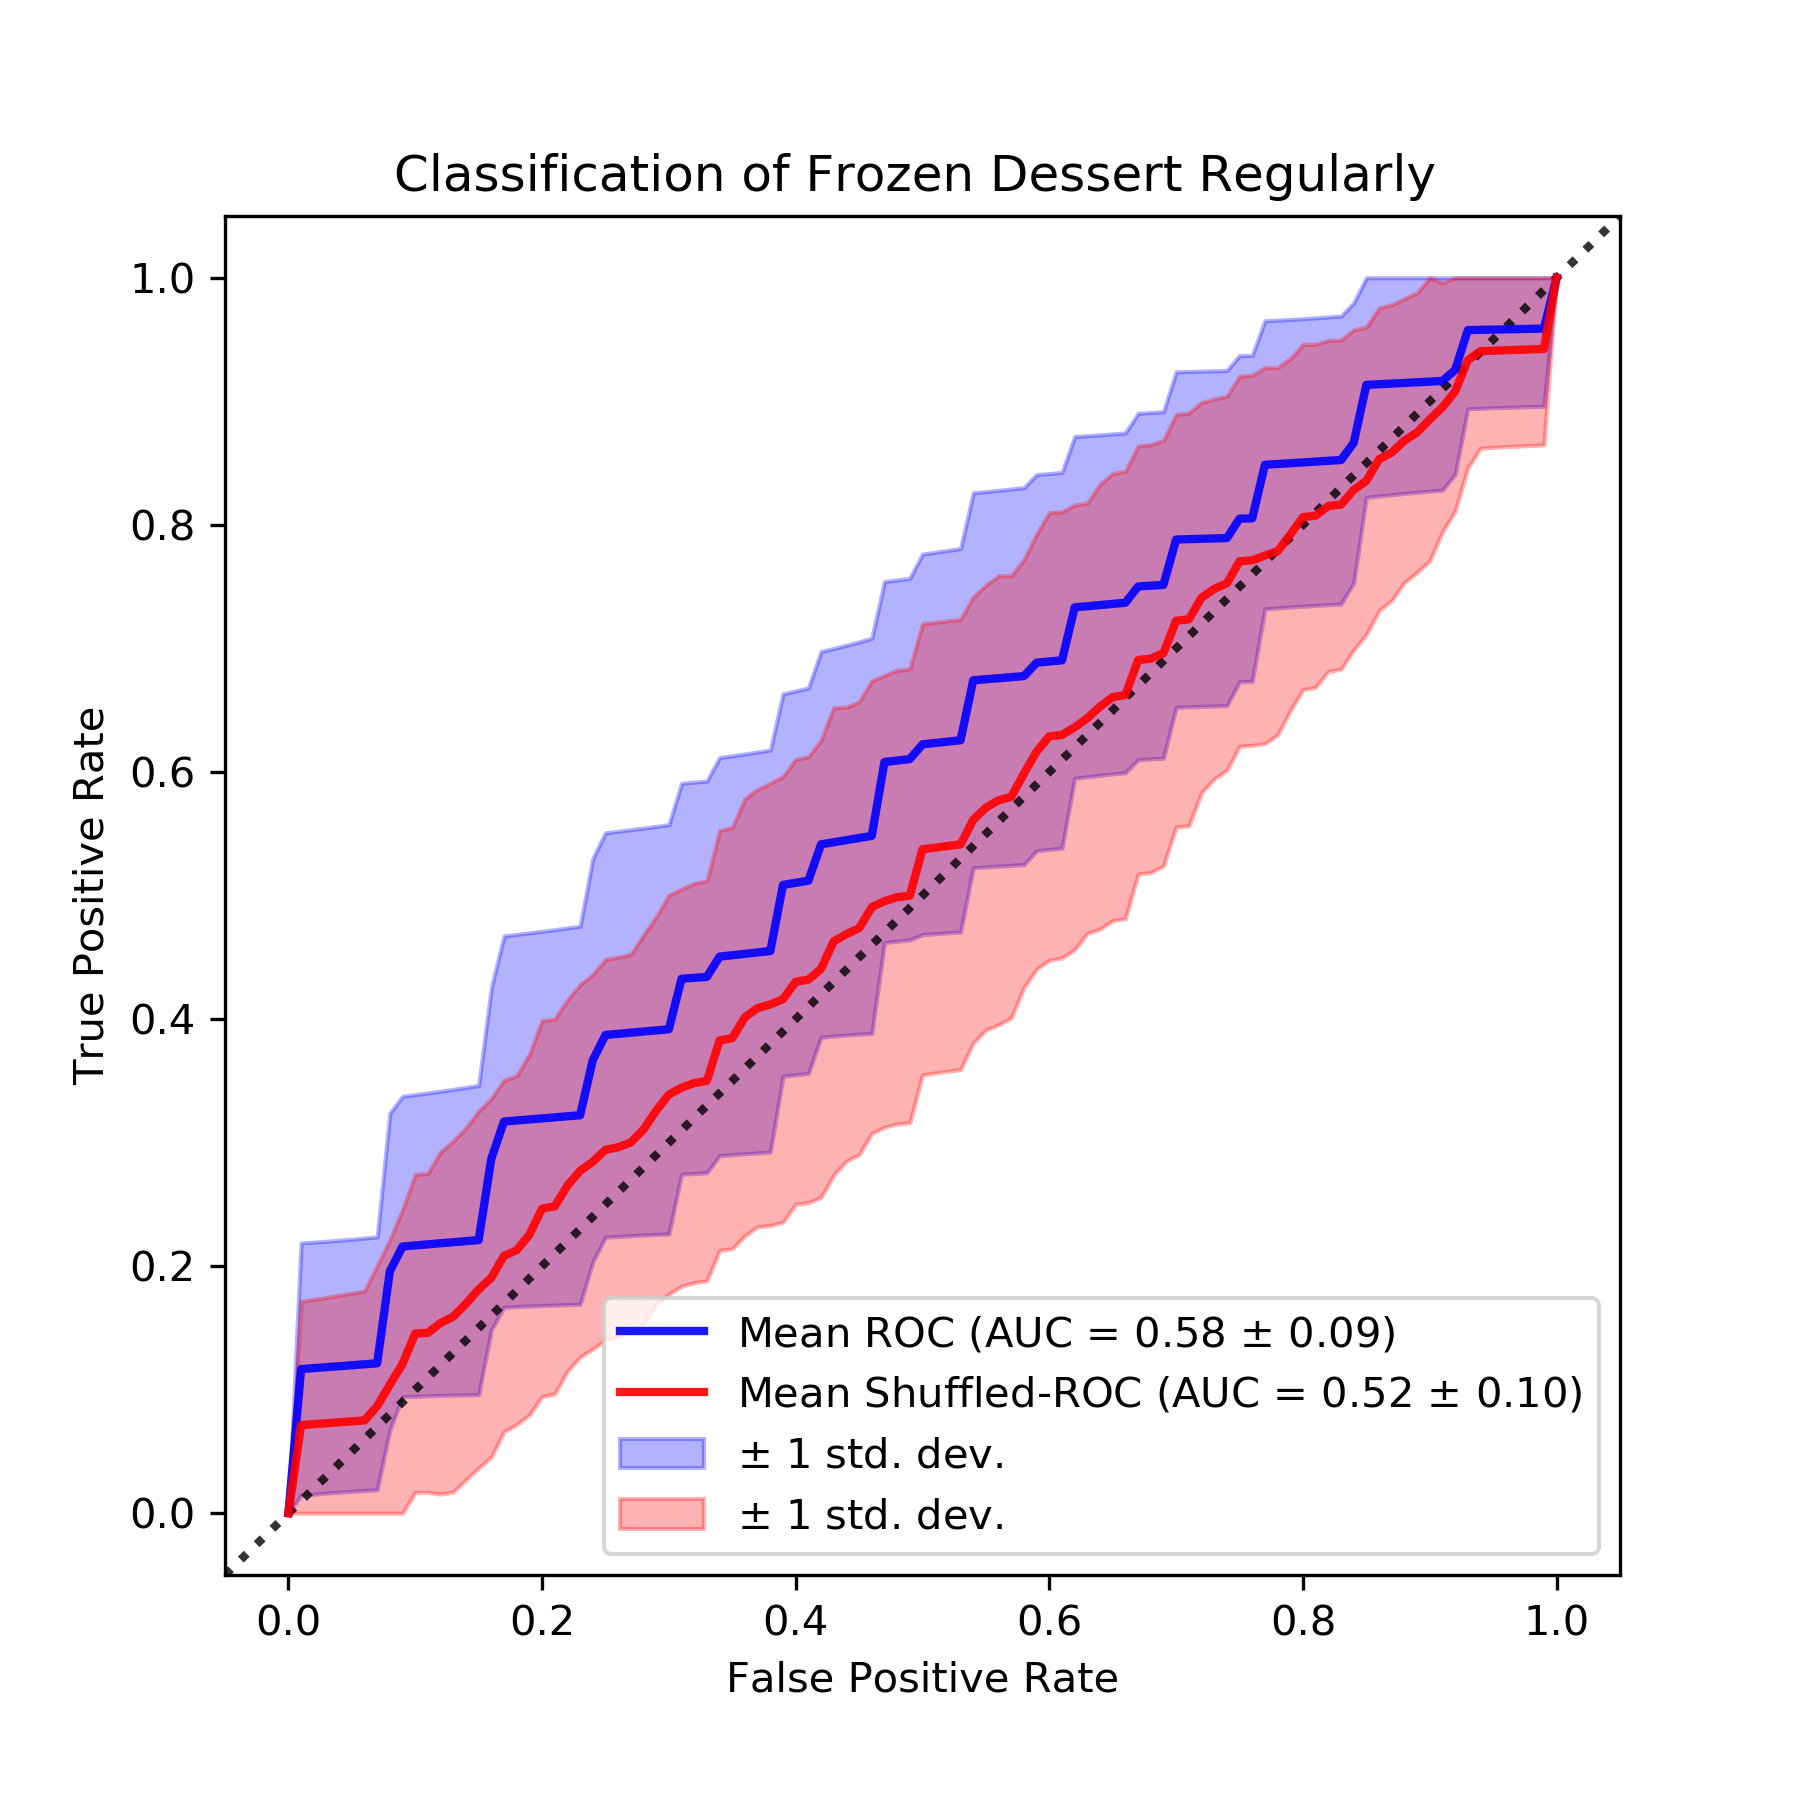 Classification of Frozen Dessert Regularly
True Positive Rate
1.0
0.8
0.6
0.4
0.2
0.0
Mean ROC (AUC = 0.58 ± 0.09)
Mean Shuffled-ROC (AUC = 0.52 ± 0.10)
± 1 std. dev.
± 1 std. dev.
0.0 0.2 0.4 0.6 0.8 1.0
False Positive Rate